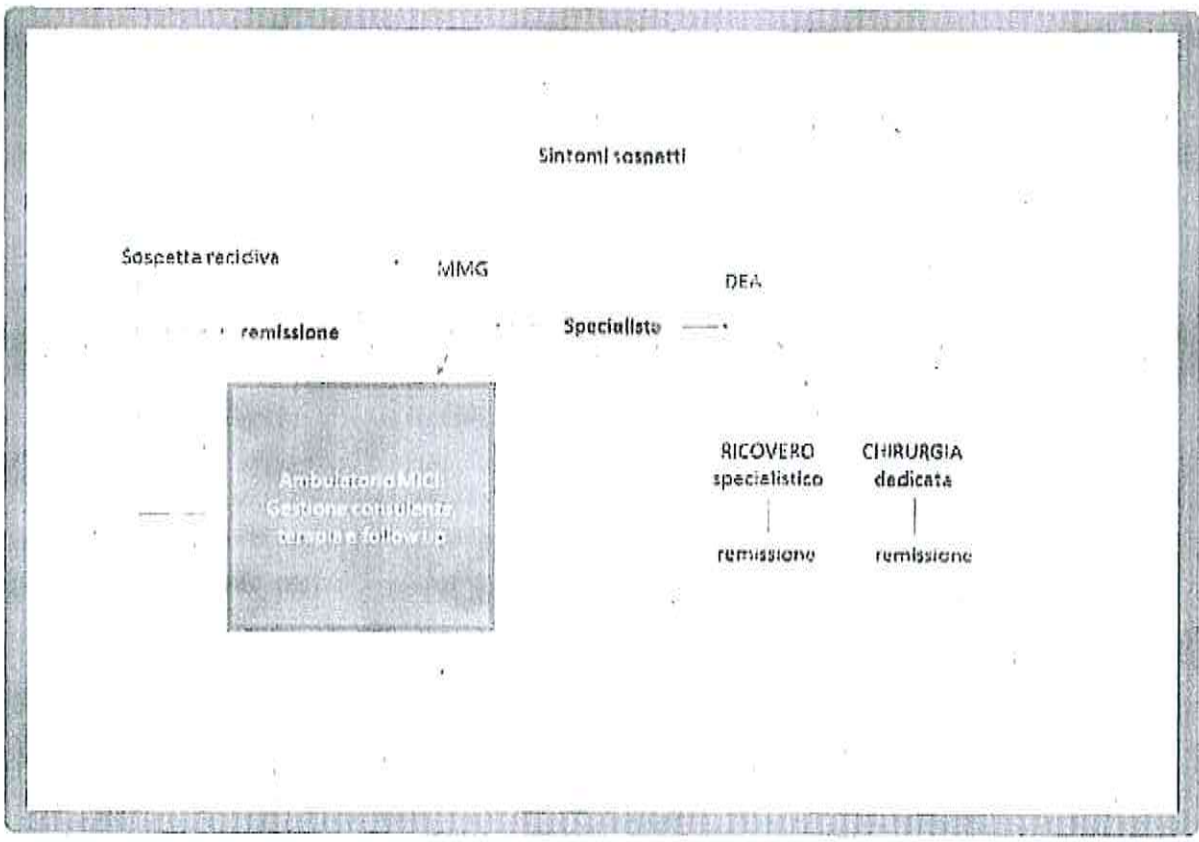 Sintomi sospetti
Sospetta recidiva
MMG
DEA
remissione
Specialista
Ambulatorio MICI:
Gestione consulenze,
terapia e follow up
RICOVERO
specialistico
CHIRURGIA
dedicata
remissione
remissione